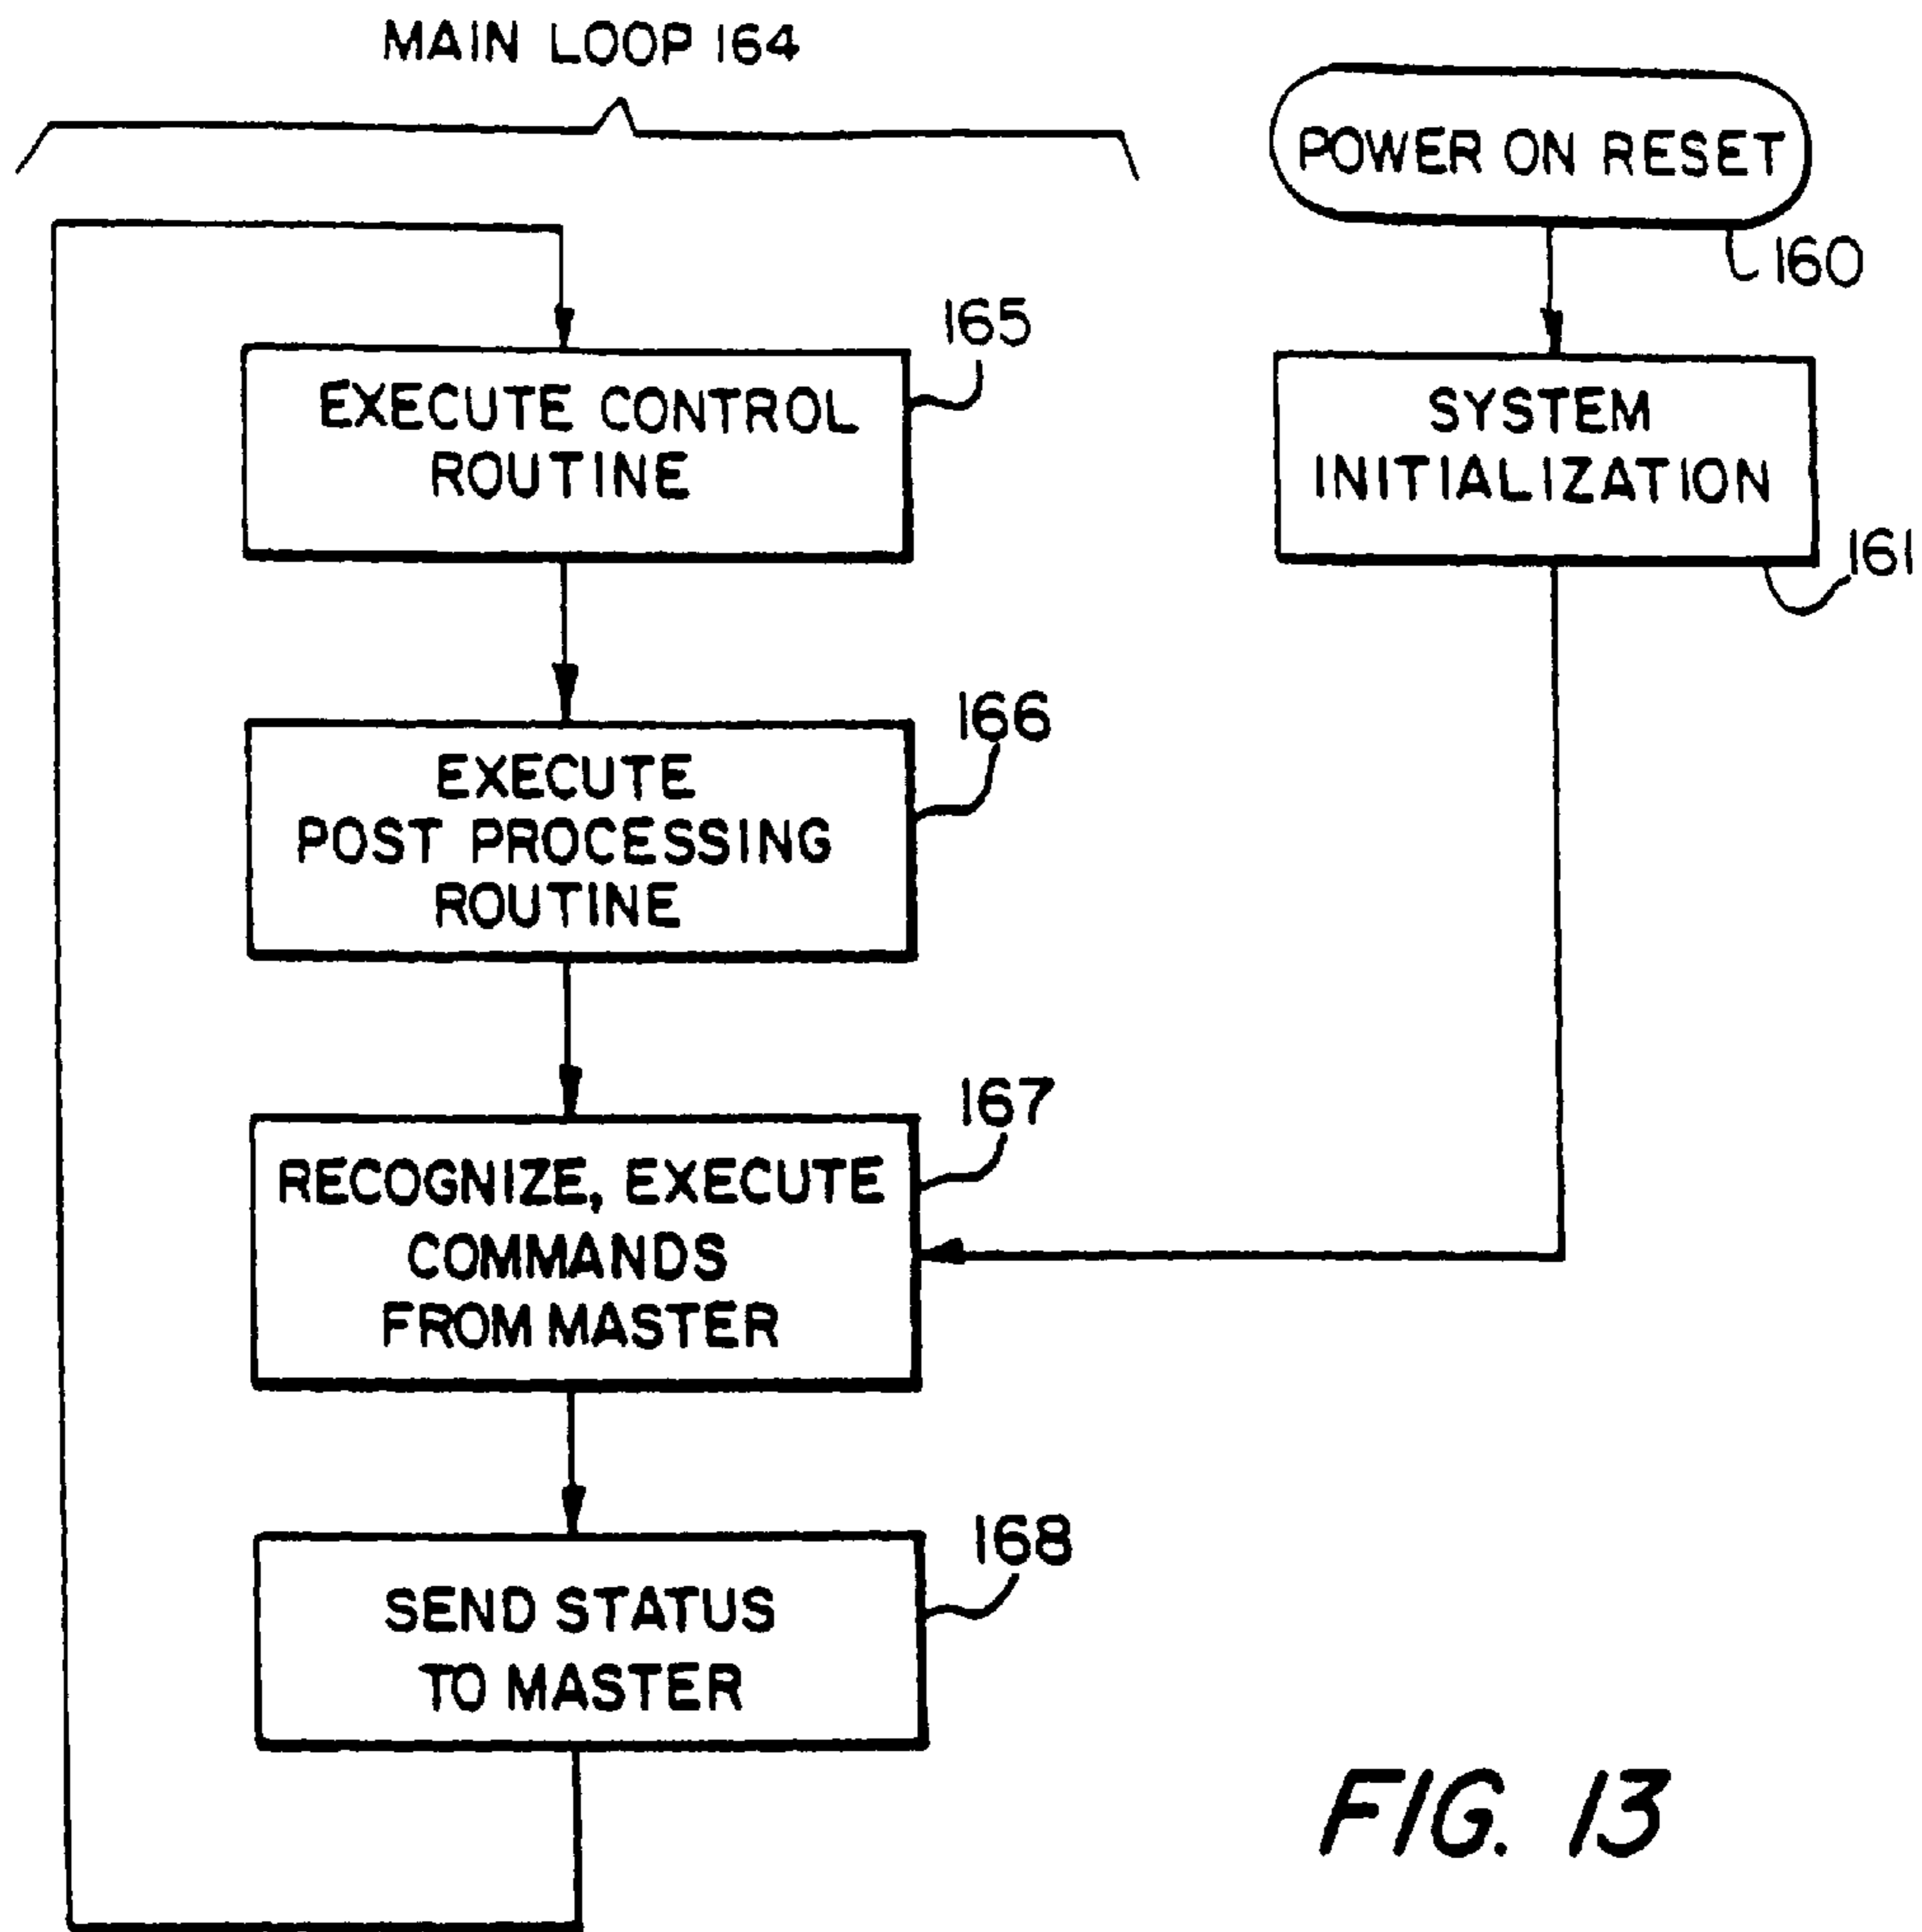 MAIN LOOP 164
POWER ON RESET
160
165
EXECUTE CONTROL
ROUTINE
SYSTEM
INITIALIZATION
161
166
EXECUTE
POST PROCESSING
ROUTINE
167
RECOGNIZE, EXECUTE
COMMANDS
FROM MASTER
168
SEND STATUS
TO MASTER
FIG. 13